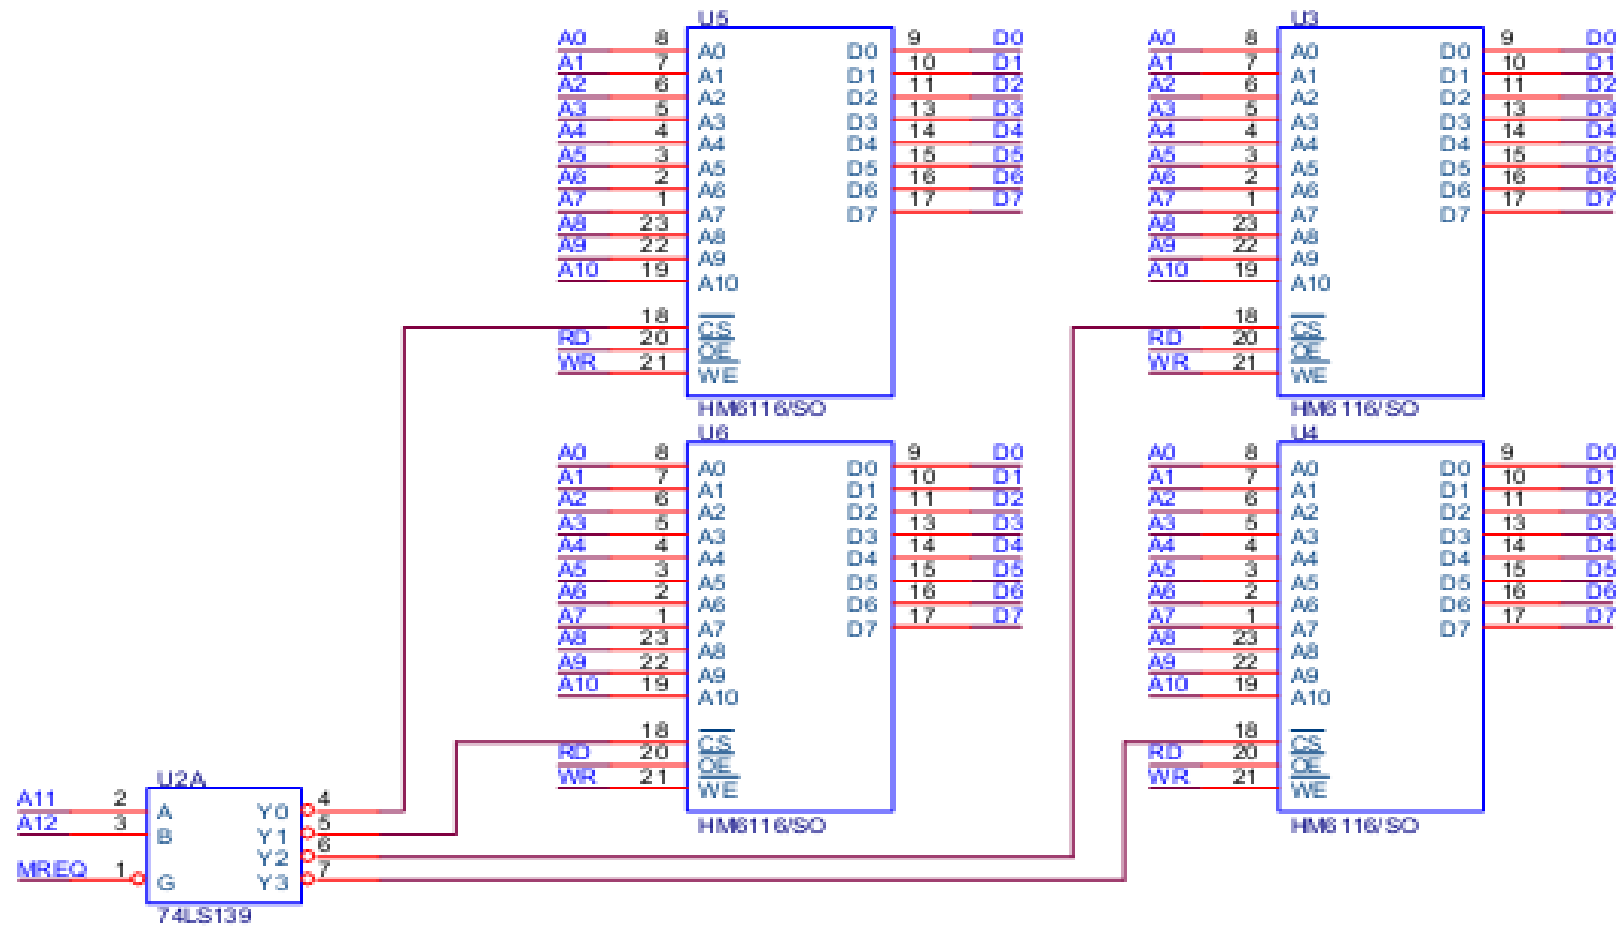 U5
A0 8 A0 D0 9 D0
A1 7 A1 D1 10 D1
A2 6 A2 D2 11 D2
A3 5 A3 D3 13 D3
A4 4 A4 D4 14 D4
A5 3 A5 D5 15 D5
A6 2 A6 D6 16 D6
A7 1 A7 D7 17 D7
A8 23 A8
A9 22 A9
A10 19 A10
18 CS
RD 20 OE
WR 21 WE
HM6116/SO
U3
A0 8 A0 D0 9 D0
A1 7 A1 D1 10 D1
A2 6 A2 D2 11 D2
A3 5 A3 D3 13 D3
A4 4 A4 D4 14 D4
A5 3 A5 D5 15 D5
A6 2 A6 D6 16 D6
A7 1 A7 D7 17 D7
A8 23 A8
A9 22 A9
A10 19 A10
18 CS
RD 20 OE
WR 21 WE
HM6116/SO
U6
A0 8 A0 D0 9 D0
A1 7 A1 D1 10 D1
A2 6 A2 D2 11 D2
A3 5 A3 D3 13 D3
A4 4 A4 D4 14 D4
A5 3 A5 D5 15 D5
A6 2 A6 D6 16 D6
A7 1 A7 D7 17 D7
A8 23 A8
A9 22 A9
A10 19 A10
18 CS
RD 20 OE
WR 21 WE
HM6116/SO
U4
A0 8 A0 D0 9 D0
A1 7 A1 D1 10 D1
A2 6 A2 D2 11 D2
A3 5 A3 D3 13 D3
A4 4 A4 D4 14 D4
A5 3 A5 D5 15 D5
A6 2 A6 D6 16 D6
A7 1 A7 D7 17 D7
A8 23 A8
A9 22 A9
A10 19 A10
18 CS
RD 20 OE
WR 21 WE
HM6116/SO
U2A
A11 2 A Y0 4
A12 3 B Y1 5
Y2 6
MREQ 1 G Y3 7
74LS139